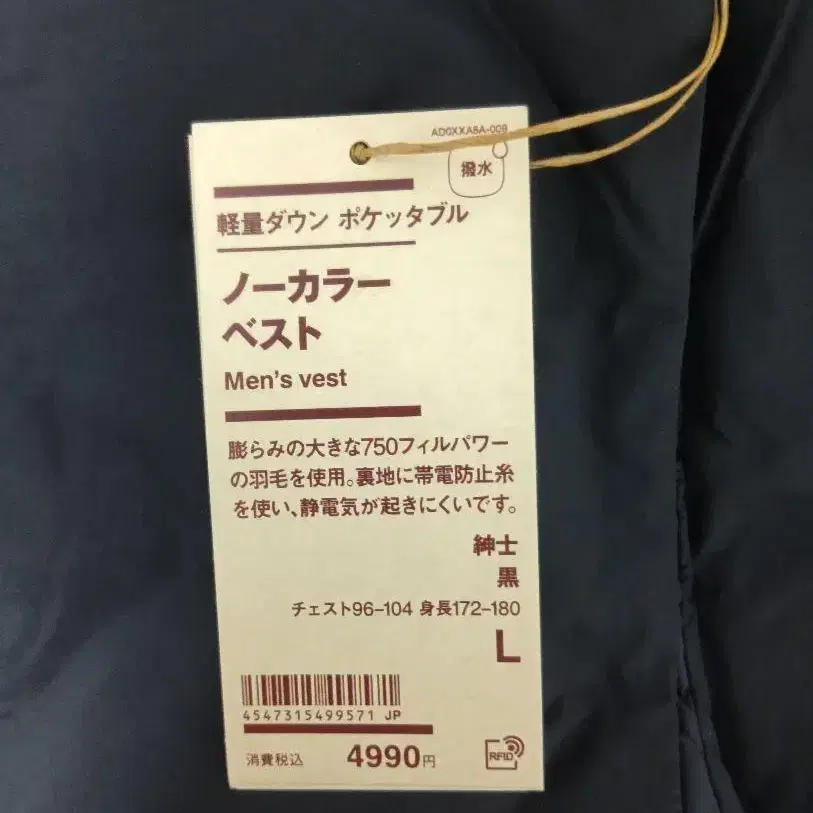 AD0XXA8A-009
撥水
軽量ダウン ポケッタブル
ノーカラー
ベスト
Men's vest
膨らみの大きな750フィルパワー
の羽毛を使用。裏地に帯電防止糸
を使い、静電気が起きにくいです。
紳士
黒
チェスト96-104 身長172-180
L
4547315499571 JP
消費税込 4990円
RFID